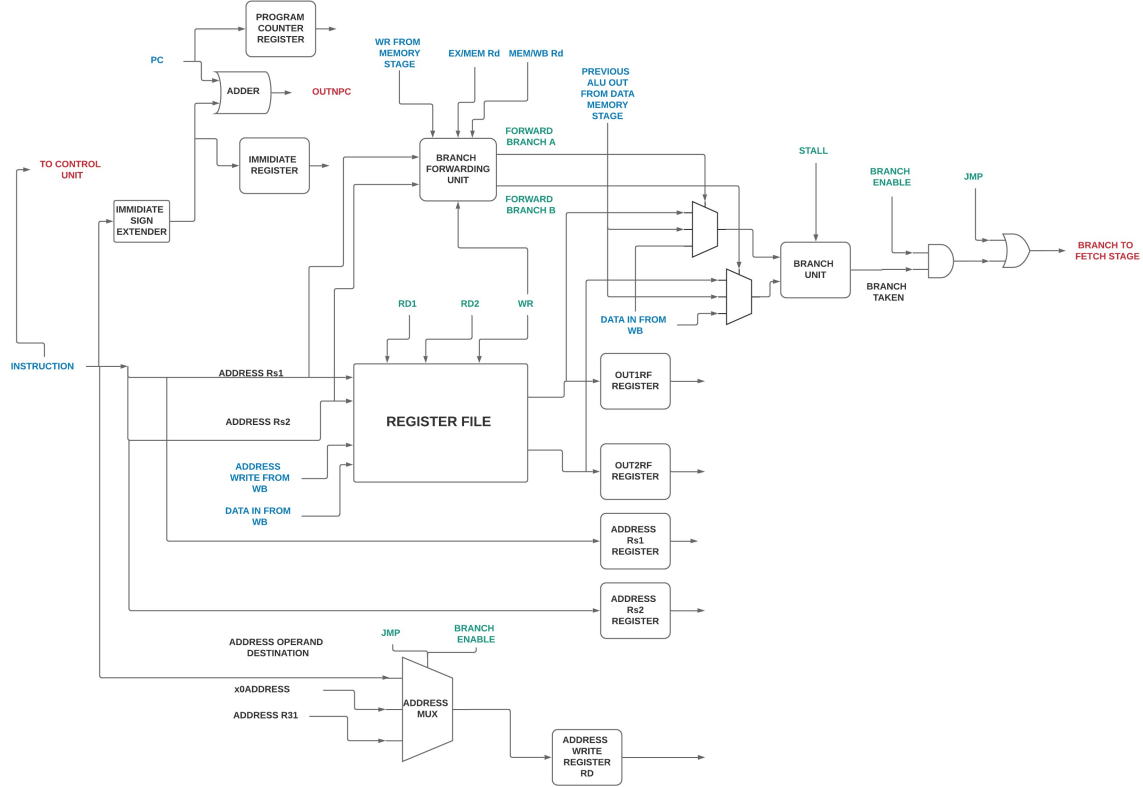 PROGRAM
COUNTER
REGISTER
PC
ADDER
OUTNPC
WR FROM
MEMORY
STAGE
EX/MEM Rd
MEM/WB Rd
PREVIOUS
ALU OUT
FROM DATA
MEMORY
STAGE
FORWARD
BRANCH A
BRANCH
FORWARDING
UNIT
FORWARD
BRANCH B
IMMIDIATE
REGISTER
TO CONTROL
UNIT
IMMIDIATE
SIGN
EXTENDER
STALL
BRANCH
ENABLE
JMP
BRANCH TO
FETCH STAGE
BRANCH
UNIT
BRANCH
TAKEN
RD1
RD2
WR
DATA IN FROM
WB
INSTRUCTION
ADDRESS Rs1
ADDRESS Rs2
REGISTER FILE
OUT1RF
REGISTER
ADDRESS
WRITE FROM
WB
OUT2RF
REGISTER
DATA IN FROM
WB
ADDRESS
Rs1
REGISTER
ADDRESS
Rs2
REGISTER
ADDRESS OPERAND
DESTINATION
JMP
BRANCH
ENABLE
x0ADDRESS
ADDRESS R31
ADDRESS
MUX
ADDRESS
WRITE
REGISTER
RD